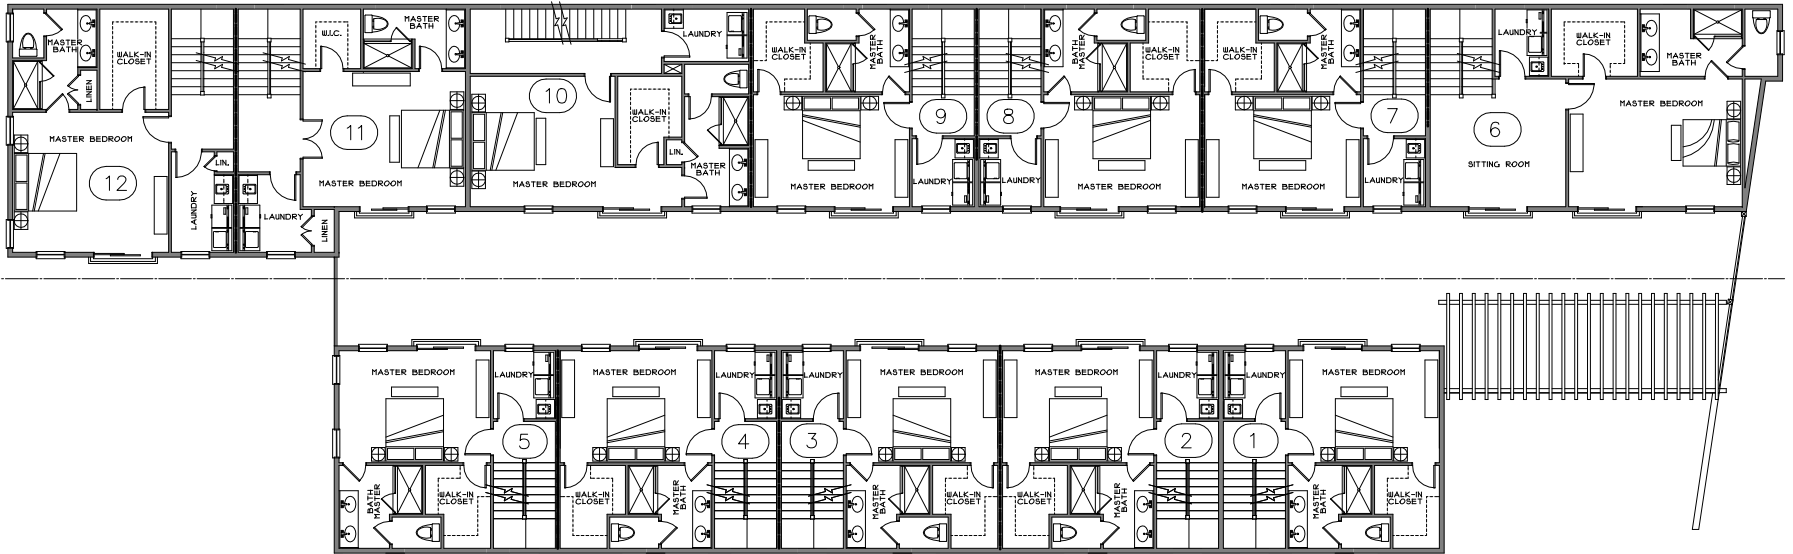 MASTER
BATH
WALK-IN
CLOSET
LINEN
MASTER BEDROOM
12
LIN.
LAUNDRY
W.I.C.
MASTER
BATH
11
MASTER BEDROOM
LAUNDRY
LINEN
LAUNDRY
10
WALK-IN
CLOSET
LIN.
MASTER
BATH
MASTER BEDROOM
WALK-IN
CLOSET
MASTER
BATH
9
MASTER BEDROOM
LAUNDRY
8
LAUNDRY
MASTER
BATH
WALK-IN
CLOSET
MASTER BEDROOM
WALK-IN
CLOSET
MASTER
BATH
7
MASTER BEDROOM
LAUNDRY
LAUNDRY
WALK-IN
CLOSET
MASTER
BATH
6
SITTING ROOM
MASTER BEDROOM
MASTER BEDROOM
LAUNDRY
5
BATH
MASTER
WALK-IN
CLOSET
MASTER BEDROOM
LAUNDRY
4
WALK-IN
CLOSET
MASTER
BATH
LAUNDRY
MASTER BEDROOM
3
MASTER
BATH
WALK-IN
CLOSET
MASTER BEDROOM
LAUNDRY
2
WALK-IN
CLOSET
MASTER
BATH
LAUNDRY
MASTER BEDROOM
1
MASTER
BATH
WALK-IN
CLOSET